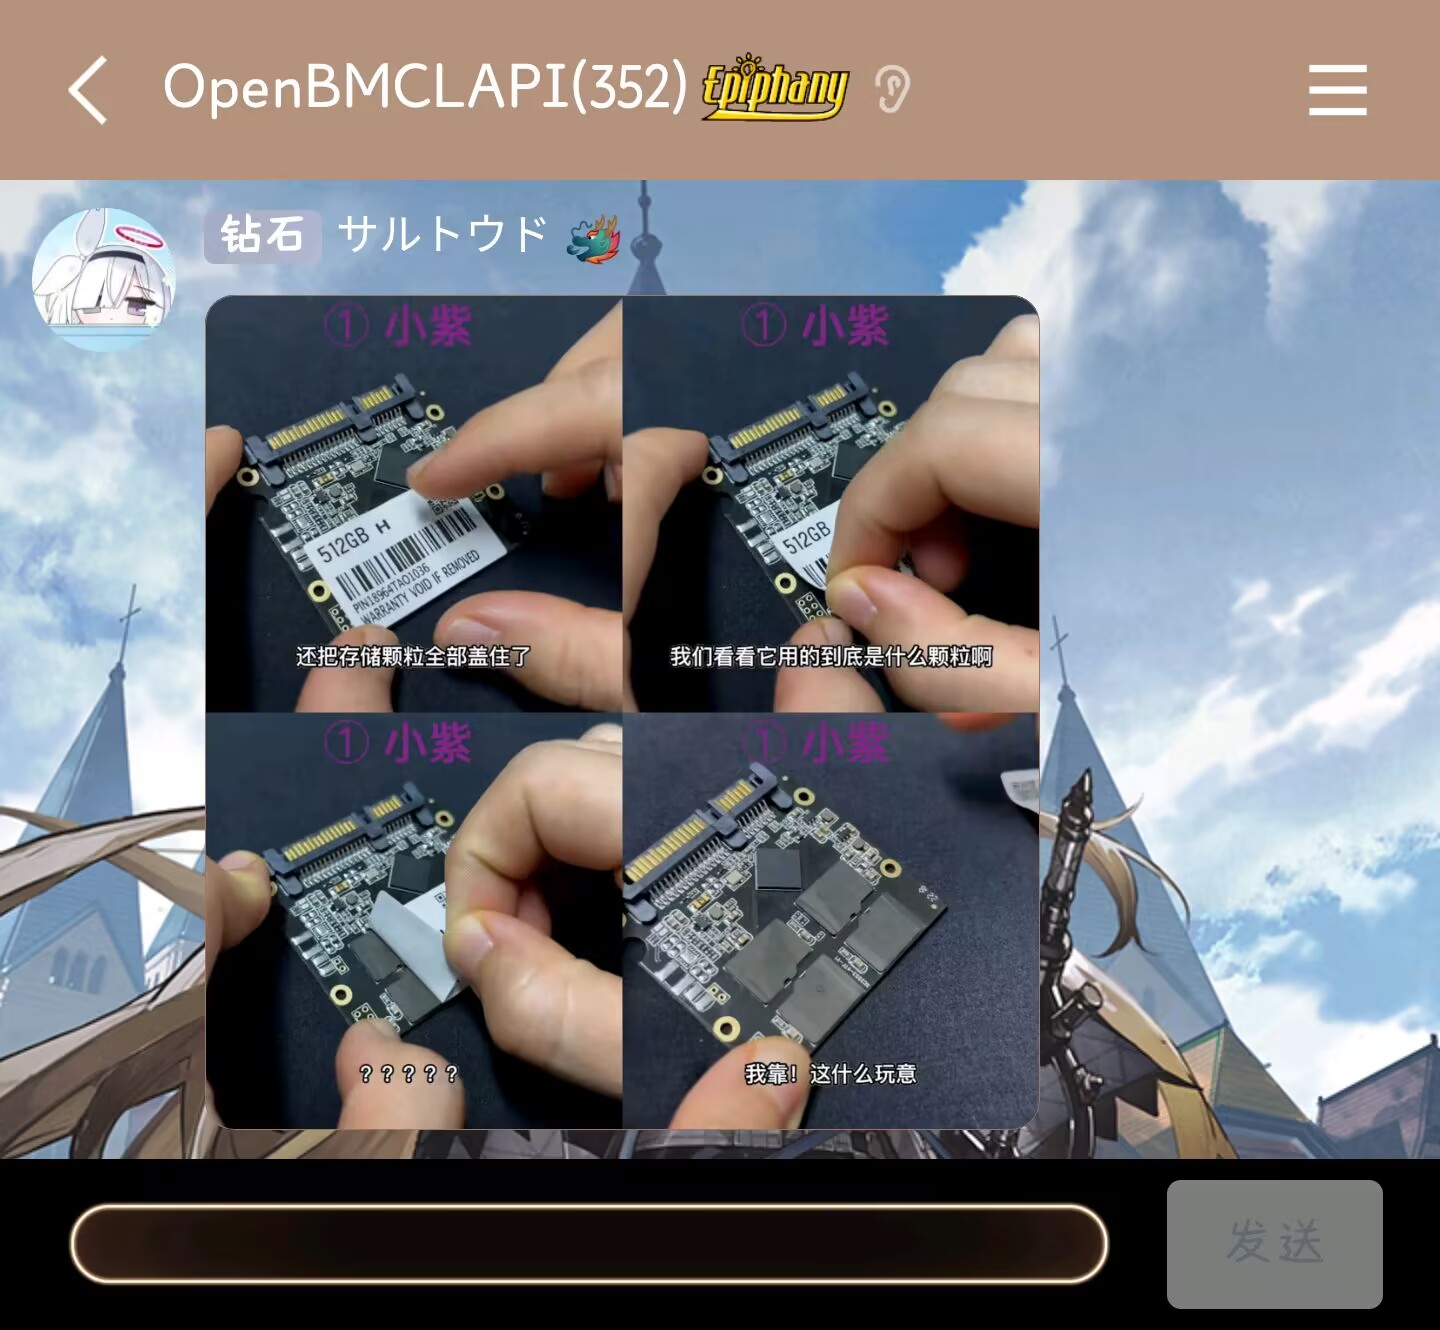 OpenBMCLAPI(352) Epiphany
钻石 サルトウド
① 小紫
512GB H
PIN18964TAO1036
WARRANTY VOID IF REMOVED
还把存储颗粒全部盖住了
① 小紫
512GB
我们看看它用的到底是什么颗粒啊
① 小紫
?????
① 小紫
我靠！这什么玩意
发送